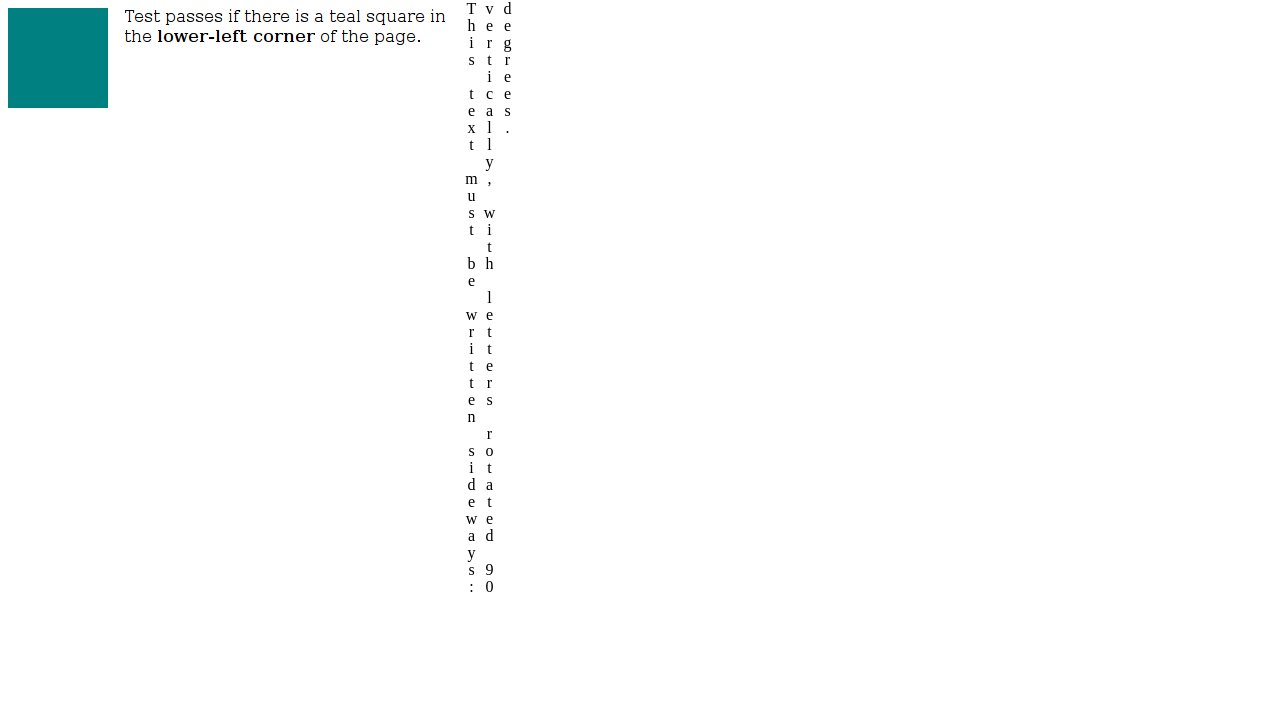 Test passes if there is a teal square in
the lower-left corner of the page.
This text must be written sideways:
vertically, with letters rotated 90
degrees.